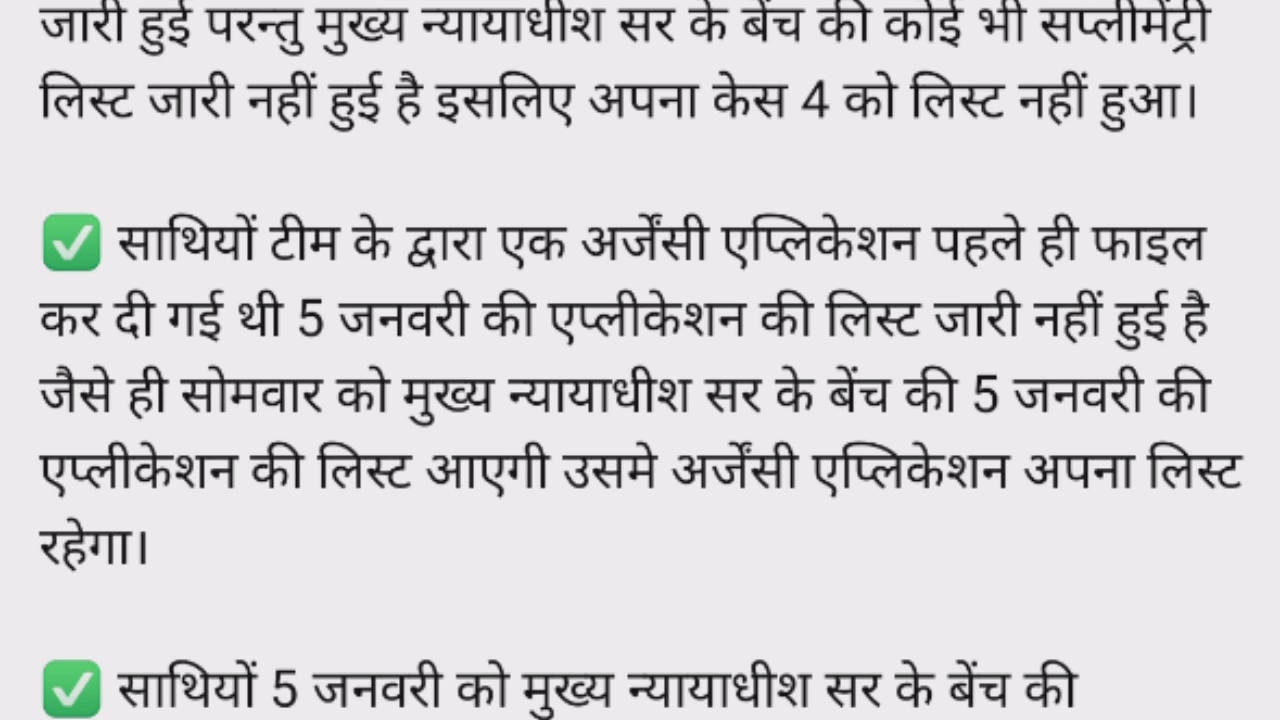 जारी हुई परन्तु मुख्य न्यायाधीश सर के बेंच की कोई भी सप्लीमेंट्री
लिस्ट जारी नहीं हुई है इसलिए अपना केस 4 को लिस्ट नहीं हुआ।
✅ साथियों टीम के द्वारा एक अर्जेंसी एप्लिकेशन पहले ही फाइल
कर दी गई थी 5 जनवरी की एप्लीकेशन की लिस्ट जारी नहीं हुई है
जैसे ही सोमवार को मुख्य न्यायाधीश सर के बेंच की 5 जनवरी की
एप्लीकेशन की लिस्ट आएगी उसमे अर्जेंसी एप्लिकेशन अपना लिस्ट
रहेगा।
✅ साथियों 5 जनवरी को मुख्य न्यायाधीश सर के बेंच की